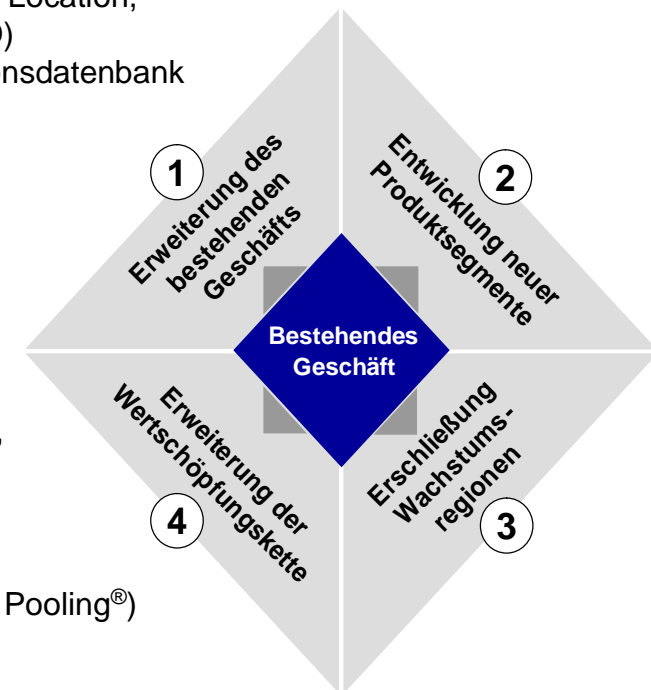 Location,
)
onsdatenbank
1
Erweiterung des
bestehenden
Geschäfts
2
Entwicklung neuer
Produktsegmente
Bestehendes
Geschäft
4
Erweiterung der
Wertschöpfungskette
3
Erschließung
Wachstums-
regionen
Pooling®)